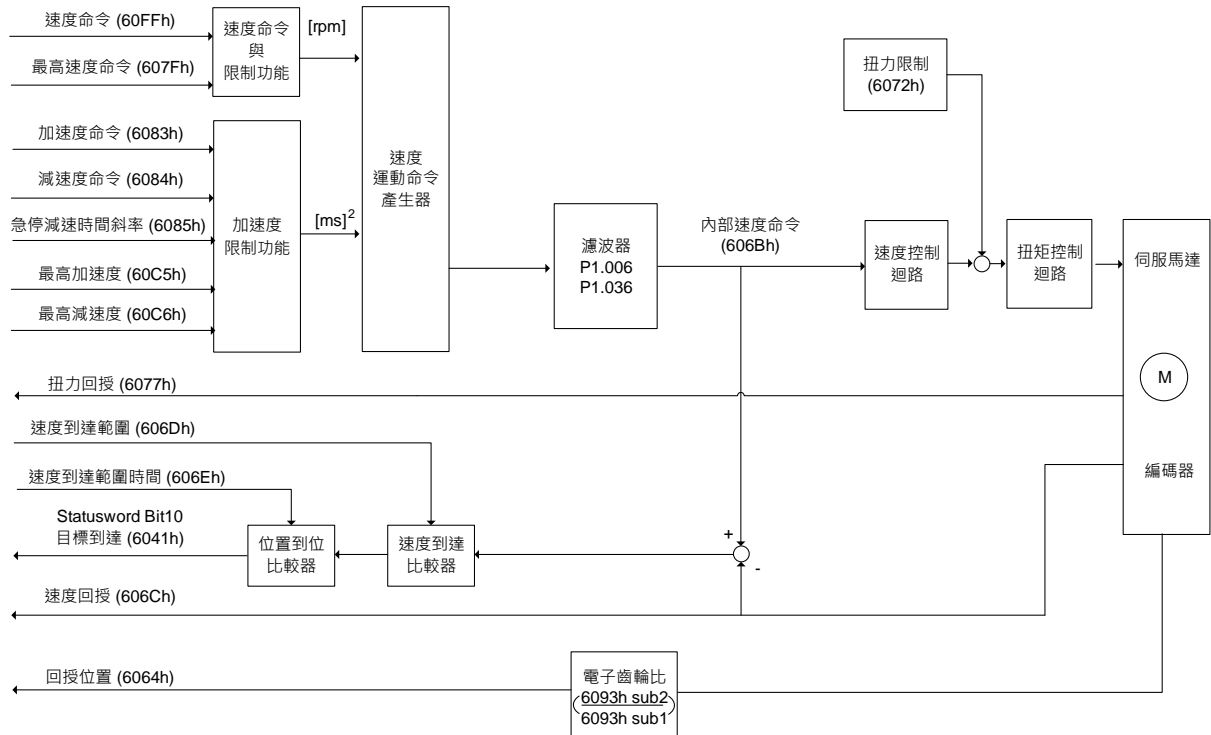 速度命令 (60FFh)
最高速度命令 (607Fh)
速度命令
與
限制功能
[rpm]
加速度命令 (6083h)
減速度命令 (6084h)
急停減速時間斜率 (6085h)
最高加速度 (60C5h)
最高減速度 (60C6h)
加速度
限制功能
[ms]²
速度
運動命令
產生器
濾波器
P1.006
P1.036
內部速度命令
(606Bh)
速度控制
迴路
扭力限制
(6072h)
扭矩控制
迴路
伺服馬達
M
編碼器
扭力回授 (6077h)
速度到達範圍 (606Dh)
速度到達範圍時間 (606Eh)
Statusword Bit10
目標到達 (6041h)
位置到位
比較器
速度到達
比較器
+
-
速度回授 (606Ch)
回授位置 (6064h)
電子齒輪比
(6093h sub2
6093h sub1)